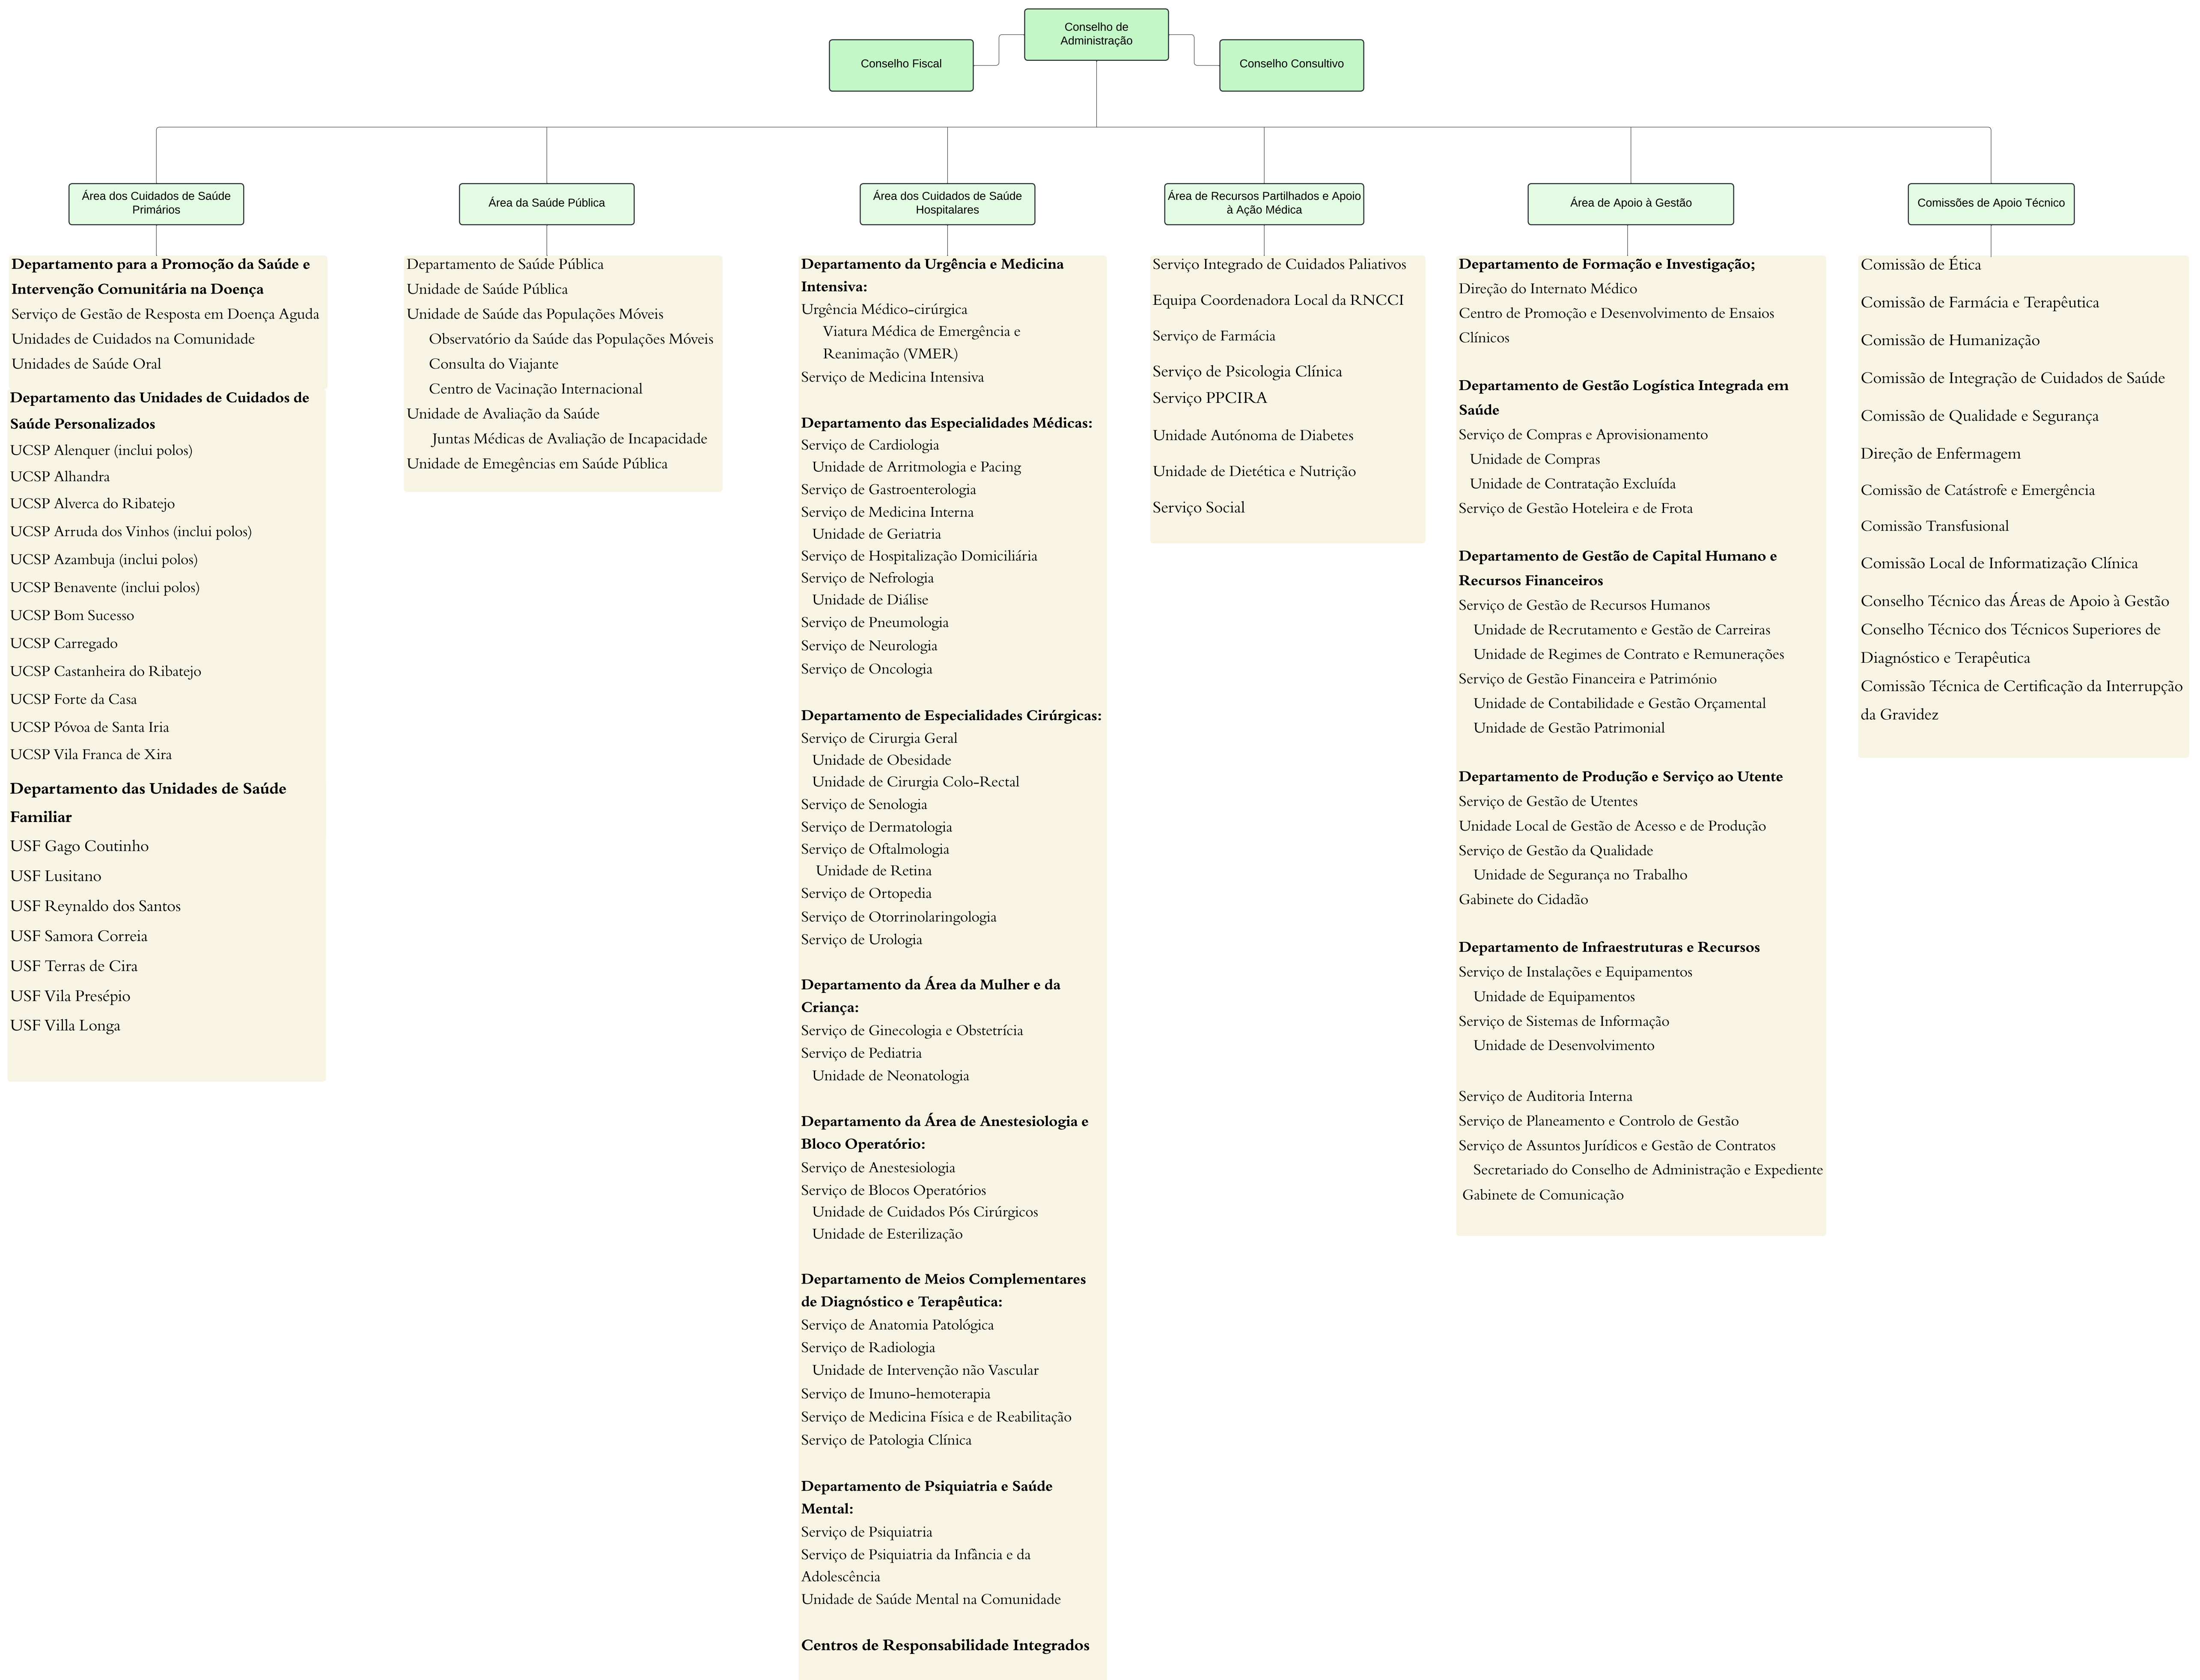 Conselho de
Administração
Conselho Fiscal
Conselho Consultivo
Área dos Cuidados de Saúde
Primários
Área da Saúde Pública
Área dos Cuidados de Saúde
Hospitalares
Área de Recursos Partilhados e Apoio
à Ação Médica
Área de Apoio à Gestão
Comissões de Apoio Técnico
Departamento para a Promoção da Saúde e
Intervenção Comunitária na Doença
Serviço de Gestão de Resposta em Doença Aguda
Unidades de Cuidados na Comunidade
Unidades de Saúde Oral
Departamento das Unidades de Cuidados de
Saúde Personalizados
UCSP Alenquer (inclui polos)
UCSP Alhandra
UCSP Alverca do Ribatejo
UCSP Arruda dos Vinhos (inclui polos)
UCSP Azambuja (inclui polos)
UCSP Benavente (inclui polos)
UCSP Bom Sucesso
UCSP Carregado
UCSP Castanheira do Ribatejo
UCSP Forte da Casa
UCSP Póvoa de Santa Iria
UCSP Vila Franca de Xira
Departamento das Unidades de Saúde
Familiar
USF Gago Coutinho
USF Lusitano
USF Reynaldo dos Santos
USF Samora Correia
USF Terras de Cira
USF Vila Presépio
USF Villa Longa
Departamento de Saúde Pública
Unidade de Saúde Pública
Unidade de Saúde das Populações Móveis
Observatório da Saúde das Populações Móveis
Consulta do Viajante
Centro de Vacinação Internacional
Unidade de Avaliação da Saúde
Juntas Médicas de Avaliação de Incapacidade
Unidade de Emegências em Saúde Pública
Departamento da Urgência e Medicina
Intensiva:
Urgência Médico-cirúrgica
Viatura Médica de Emergência e
Reanimação (VMER)
Serviço de Medicina Intensiva
Departamento das Especialidades Médicas:
Serviço de Cardiologia
Unidade de Arritmologia e Pacing
Serviço de Gastroenterologia
Serviço de Medicina Interna
Unidade de Geriatria
Serviço de Hospitalização Domiciliária
Serviço de Nefrologia
Unidade de Diálise
Serviço de Pneumologia
Serviço de Neurologia
Serviço de Oncologia
Departamento de Especialidades Cirúrgicas:
Serviço de Cirurgia Geral
Unidade de Obesidade
Unidade de Cirurgia Colo-Rectal
Serviço de Senologia
Serviço de Dermatologia
Serviço de Oftalmologia
Unidade de Retina
Serviço de Ortopedia
Serviço de Otorrinolaringologia
Serviço de Urologia
Departamento da Área da Mulher e da
Criança:
Serviço de Ginecologia e Obstetrícia
Serviço de Pediatria
Unidade de Neonatologia
Departamento da Área de Anestesiologia e
Bloco Operatório:
Serviço de Anestesiologia
Serviço de Blocos Operatórios
Unidade de Cuidados Pós Cirúrgicos
Unidade de Esterilização
Departamento de Meios Complementares
de Diagnóstico e Terapêutica:
Serviço de Anatomia Patológica
Serviço de Radiologia
Unidade de Intervenção não Vascular
Serviço de Imuno-hemoterapia
Serviço de Medicina Física e de Reabilitação
Serviço de Patologia Clínica
Departamento de Psiquiatria e Saúde
Mental:
Serviço de Psiquiatria
Serviço de Psiquiatria da Infância e da
Adolescência
Unidade de Saúde Mental na Comunidade
Centros de Responsabilidade Integrados
Serviço Integrado de Cuidados Paliativos
Equipa Coordenadora Local da RNCCI
Serviço de Farmácia
Serviço de Psicologia Clínica
Serviço PPCIRA
Unidade Autónoma de Diabetes
Unidade de Dietética e Nutrição
Serviço Social
Departamento de Formação e Investigação;
Direção do Internato Médico
Centro de Promoção e Desenvolvimento de Ensaios
Clínicos
Departamento de Gestão Logística Integrada em
Saúde
Serviço de Compras e Aprovisionamento
Unidade de Compras
Unidade de Contratação Excluída
Serviço de Gestão Hoteleira e de Frota
Departamento de Gestão de Capital Humano e
Recursos Financeiros
Serviço de Gestão de Recursos Humanos
Unidade de Recrutamento e Gestão de Carreiras
Unidade de Regimes de Contrato e Remunerações
Serviço de Gestão Financeira e Património
Unidade de Contabilidade e Gestão Orçamental
Unidade de Gestão Patrimonial
Departamento de Produção e Serviço ao Utente
Serviço de Gestão de Utentes
Unidade Local de Gestão de Acesso e de Produção
Serviço de Gestão da Qualidade
Unidade de Segurança no Trabalho
Gabinete do Cidadão
Departamento de Infraestruturas e Recursos
Serviço de Instalações e Equipamentos
Unidade de Equipamentos
Serviço de Sistemas de Informação
Unidade de Desenvolvimento
Serviço de Auditoria Interna
Serviço de Planeamento e Controlo de Gestão
Serviço de Assuntos Jurídicos e Gestão de Contratos
Secretariado do Conselho de Administração e Expediente
Gabinete de Comunicação
Comissão de Ética
Comissão de Farmácia e Terapêutica
Comissão de Humanização
Comissão de Integração de Cuidados de Saúde
Comissão de Qualidade e Segurança
Direção de Enfermagem
Comissão de Catástrofe e Emergência
Comissão Transfusional
Comissão Local de Informatização Clínica
Conselho Técnico das Áreas de Apoio à Gestão
Conselho Técnico dos Técnicos Superiores de
Diagnóstico e Terapêutica
Comissão Técnica de Certificação da Interrupção
da Gravidez